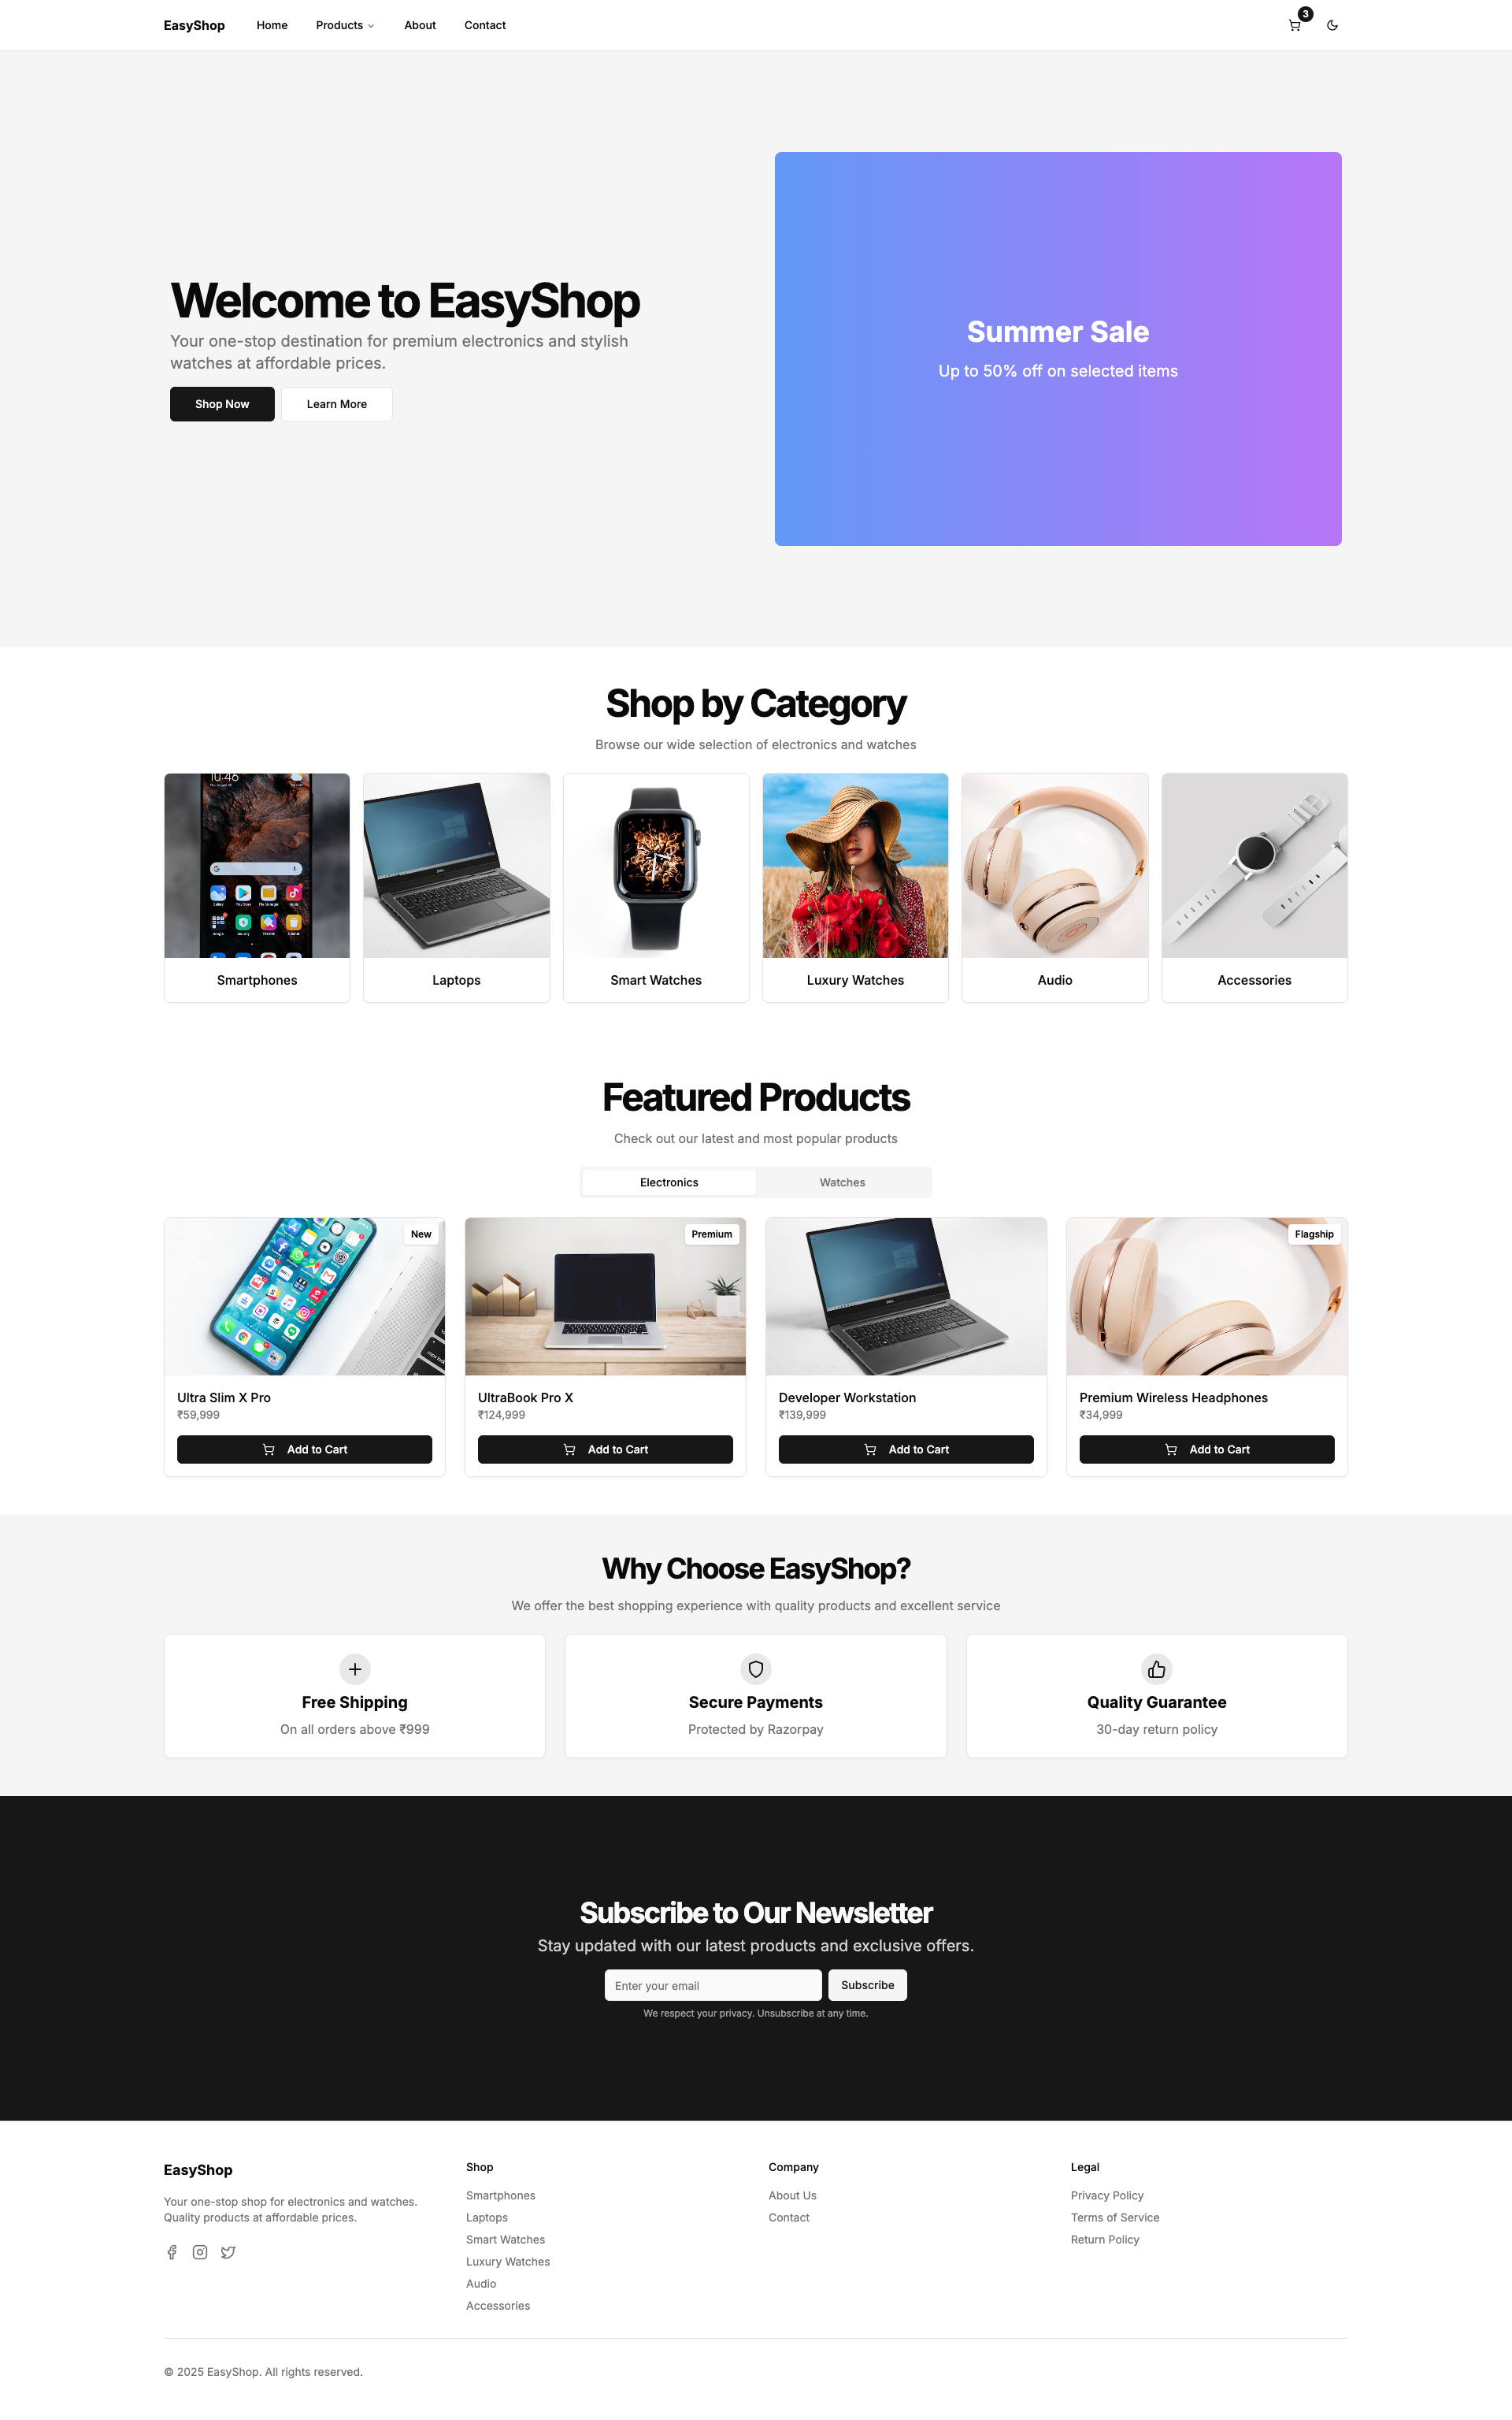 EasyShop Home Products About Contact 3
Welcome to EasyShop
Your one-stop destination for premium electronics and stylish
watches at affordable prices.
Shop Now Learn More
Summer Sale
Up to 50% off on selected items
Shop by Category
Browse our wide selection of electronics and watches
10:46
Smartphones
Laptops
Smart Watches
Luxury Watches
Audio
Accessories
Featured Products
Check out our latest and most popular products
Electronics Watches
New
Ultra Slim X Pro
₹59,999
Add to Cart
Premium
UltraBook Pro X
₹124,999
Add to Cart
DELL
Developer Workstation
₹139,999
Add to Cart
Flagship
Premium Wireless Headphones
₹34,999
Add to Cart
Why Choose EasyShop?
We offer the best shopping experience with quality products and excellent service
Free Shipping
On all orders above ₹999
Secure Payments
Protected by Razorpay
Quality Guarantee
30-day return policy
Subscribe to Our Newsletter
Stay updated with our latest products and exclusive offers.
Enter your email Subscribe
We respect your privacy. Unsubscribe at any time.
EasyShop
Your one-stop shop for electronics and watches.
Quality products at affordable prices.
Shop
Smartphones
Laptops
Smart Watches
Luxury Watches
Audio
Accessories
Company
About Us
Contact
Legal
Privacy Policy
Terms of Service
Return Policy
© 2025 EasyShop. All rights reserved.